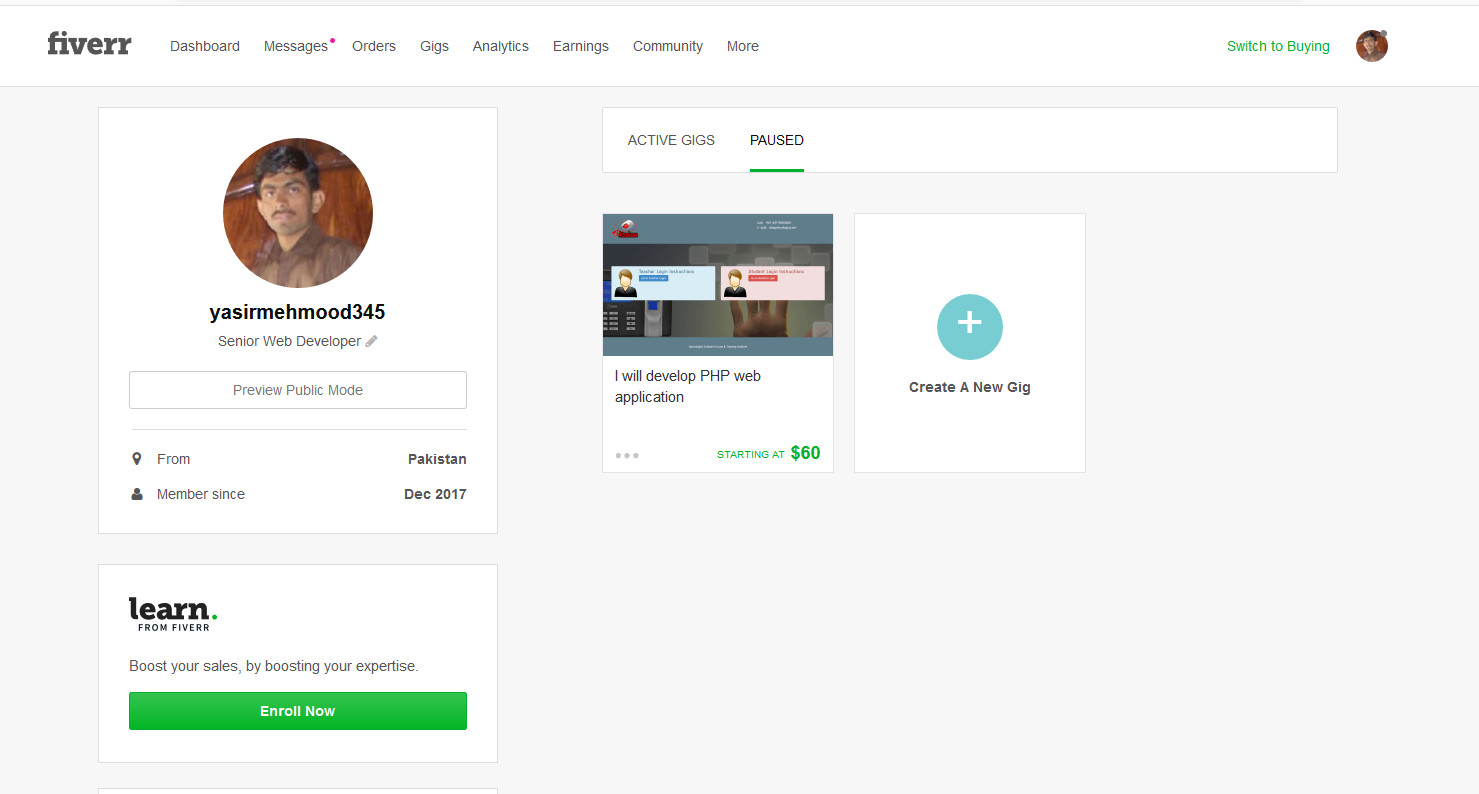 fiverr
Dashboard Messages Orders Gigs Analytics Earnings Community More
Switch to Buying
yasirmehmood345
Senior Web Developer
Preview Public Mode
From Pakistan
Member since Dec 2017
learn.
FROM FIVERR
Boost your sales, by boosting your expertise.
Enroll Now
ACTIVE GIGS PAUSED
Teacher Login Instructions
Student Login Instructions
I will develop PHP web
application
STARTING AT $60
+
Create A New Gig